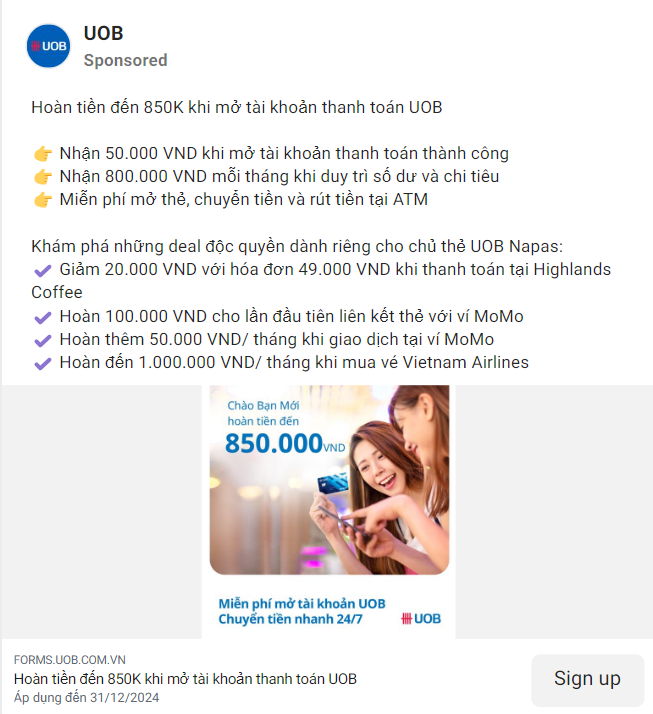 UOB
UOB
Sponsored
Hoàn tiền đến 850K khi mở tài khoản thanh toán UOB
👉 Nhận 50.000 VND khi mở tài khoản thanh toán thành công
👉 Nhận 800.000 VND mỗi tháng khi duy trì số dư và chi tiêu
👉 Miễn phí mở thẻ, chuyển tiền và rút tiền tại ATM
Khám phá những deal độc quyền dành riêng cho chủ thẻ UOB Napas:
✔ Giảm 20.000 VND với hóa đơn 49.000 VND khi thanh toán tại Highlands
Coffee
✔ Hoàn 100.000 VND cho lần đầu tiên liên kết thẻ với ví MoMo
✔ Hoàn thêm 50.000 VND/ tháng khi giao dịch tại ví MoMo
✔ Hoàn đến 1.000.000 VND/ tháng khi mua vé Vietnam Airlines
Chào Bạn Mới
hoàn tiền đến
850.000VND
Miễn phí mở tài khoản UOB
Chuyển tiền nhanh 24/7
UOB
FORMS.UOB.COM.VN
Hoàn tiền đến 850K khi mở tài khoản thanh toán UOB
Áp dụng đến 31/12/2024
Sign up